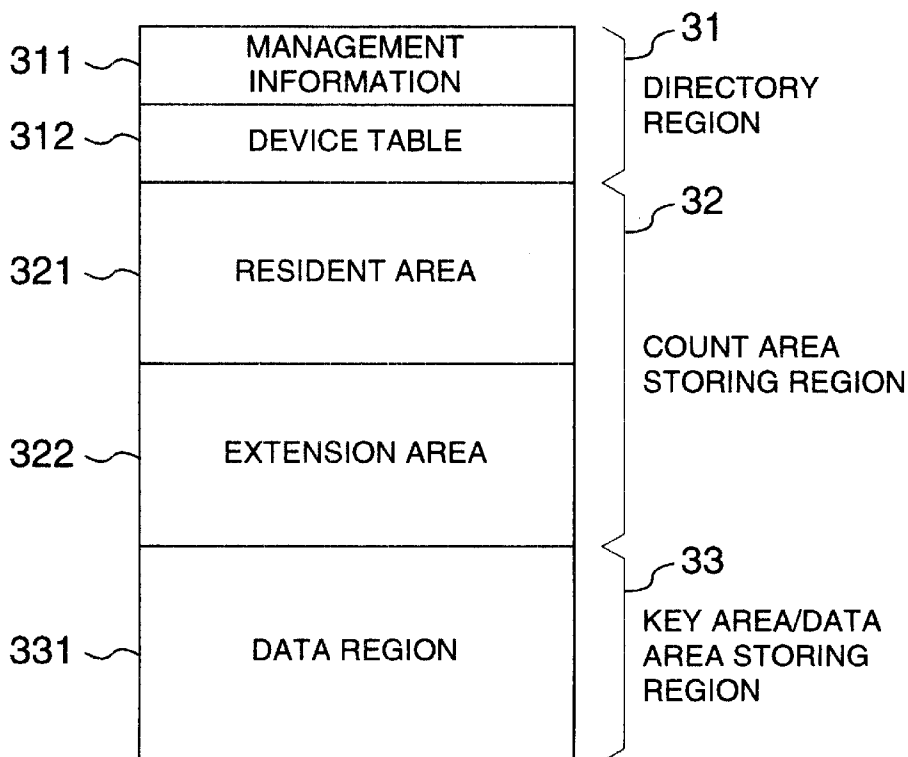 311
MANAGEMENT
INFORMATION
31
DIRECTORY
REGION
312
DEVICE TABLE
32
321
RESIDENT AREA
COUNT AREA
STORING REGION
322
EXTENSION AREA
33
331
DATA REGION
KEY AREA/DATA
AREA STORING
REGION